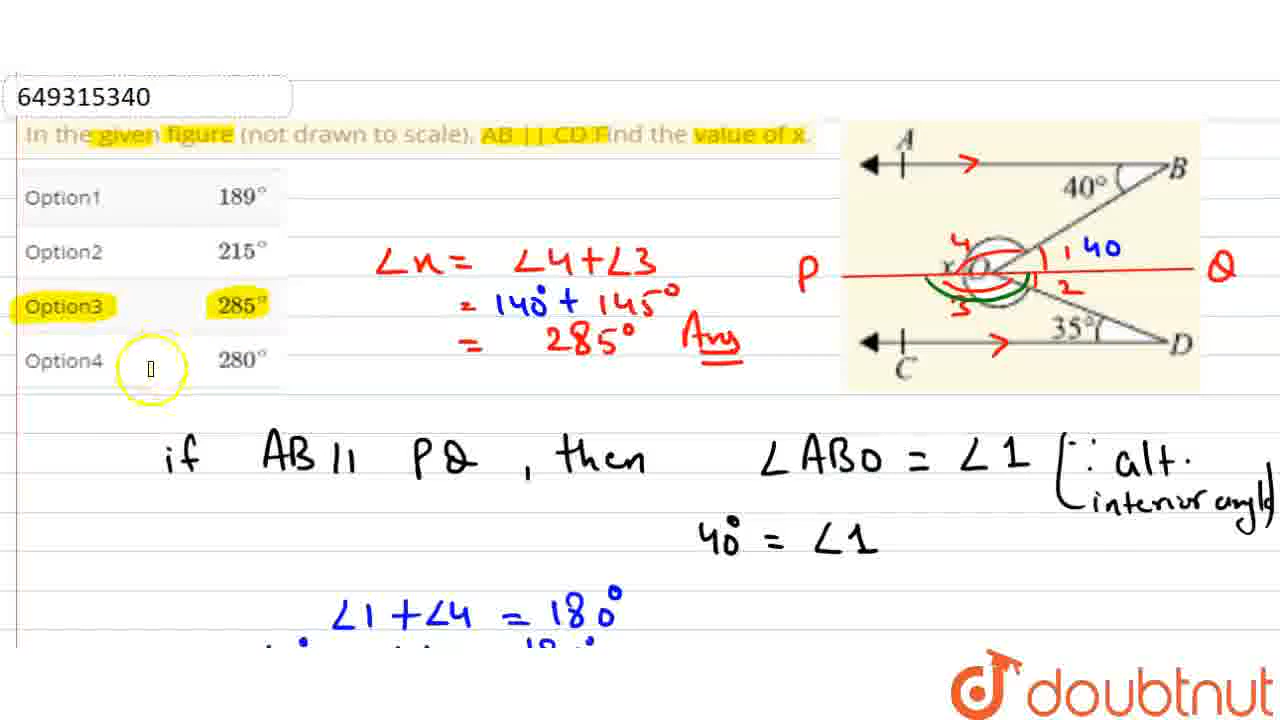 649315340
In the given figure (not drawn to scale), AB || CD Find the value of x.
Option1 189°
Option2 215°
Option3 285°
Option4 280°
∠x = ∠4+∠3
= 140° + 145°
= 285° Ans
A
B
40°
4
1 40
P
x
O
Q
2
3
35°
C
D
if AB || PQ , then ∠ABO = ∠1 (∵ alt.
interior angle)
40° = ∠1
∠1 + ∠4 = 180°
doubtnut